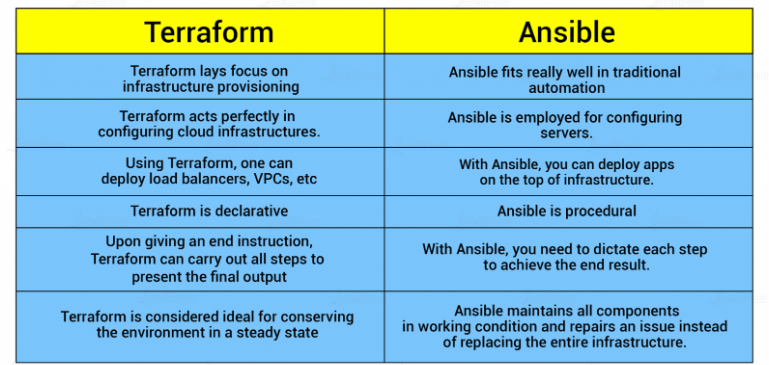 Terraform
Ansible
Terraform lays focus on
infrastructure provisioning
Ansible fits really well in traditional
automation
Terraform acts perfectly in
configuring cloud infrastructures.
Ansible is employed for configuring
servers.
Using Terraform, one can
deploy load balancers, VPCs, etc
With Ansible, you can deploy apps
on the top of infrastructure.
Terraform is declarative
Ansible is procedural
Upon giving an end instruction,
Terraform can carry out all steps to
present the final output
With Ansible, you need to dictate each step
to achieve the end result.
Terraform is considered ideal for conserving
the environment in a steady state
Ansible maintains all components
in working condition and repairs an issue instead
of replacing the entire infrastructure.